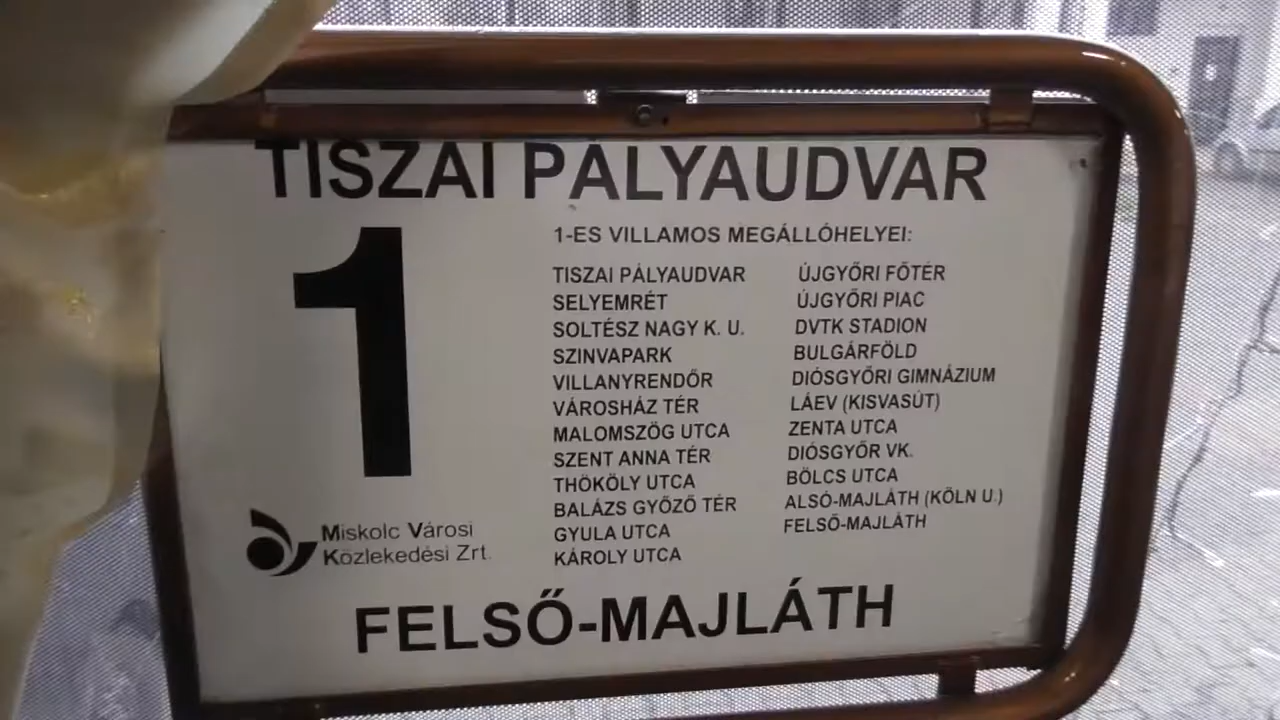 TISZAI PÁLYAUDVAR
1
1-ES VILLAMOS MEGÁLLÓHELYEI:
TISZAI PÁLYAUDVAR
SELYEMRÉT
SOLTÉSZ NAGY K. U.
SZINVAPARK
VILLANYRENDŐR
VÁROSHÁZ TÉR
MALOMSZÖG UTCA
SZENT ANNA TÉR
THÖKÖLY UTCA
BALÁZS GYŐZŐ TÉR
GYULA UTCA
KÁROLY UTCA
ÚJGYŐRI FŐTÉR
ÚJGYŐRI PIAC
DVTK STADION
BULGÁRFÖLD
DIÓSGYŐRI GIMNÁZIUM
LÁEV (KISVASÚT)
ZENTA UTCA
DIÓSGYŐR VK.
BÖLCS UTCA
ALSÓ-MAJLÁTH (KÖLN U.)
FELSŐ-MAJLÁTH
Miskolc Városi
Közlekedési Zrt.
FELSŐ-MAJLÁTH